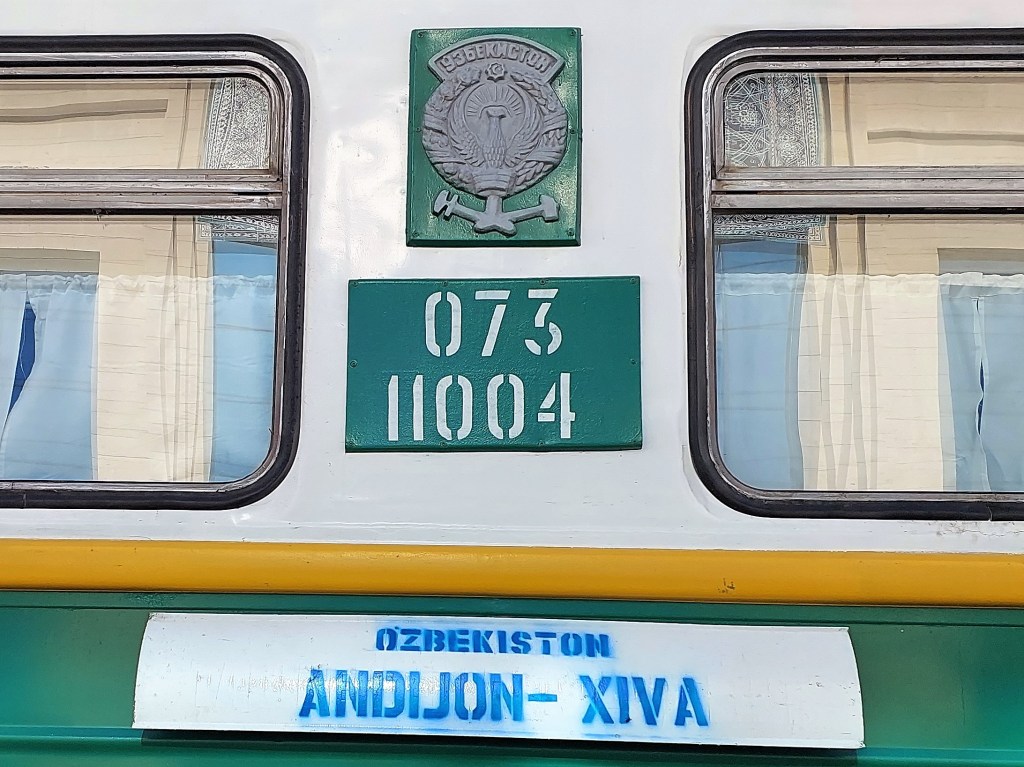 ЎЗБЕКИСТОН
073
11004
O'ZBEKISTON
ANDIJON- XIVA